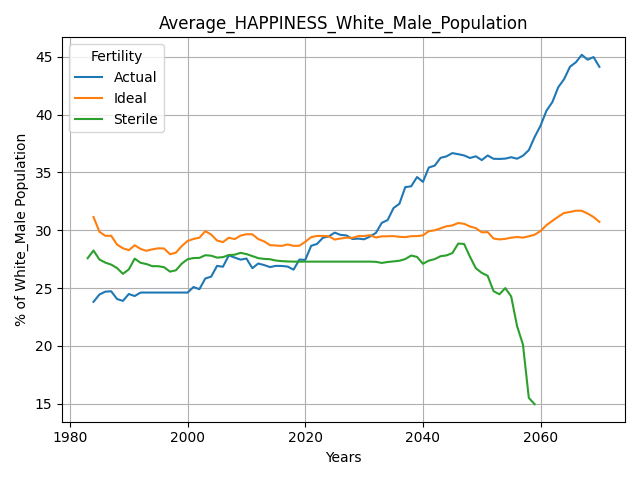 Average_HAPPINESS_White_Male_Population
Fertility
Actual
Ideal
Sterile
% of White_Male Population
45
40
35
30
25
20
15
1980
2000
2020
2040
2060
Years